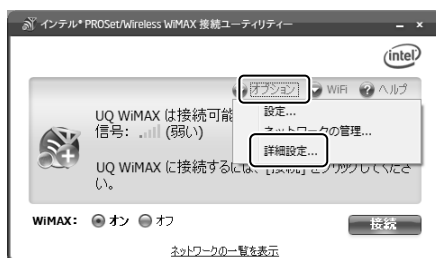 インテル® PROSet/Wireless WiMAX 接続ユーティリティー
intel
オプション WiFi ヘルプ
UQ WiMAX は接続可能
信号: (弱い)
設定...
ネットワークの管理...
詳細設定...
UQ WiMAX に接続するには、[接続] をクリックしてください。
WiMAX: オン オフ
接続
ネットワークの一覧を表示